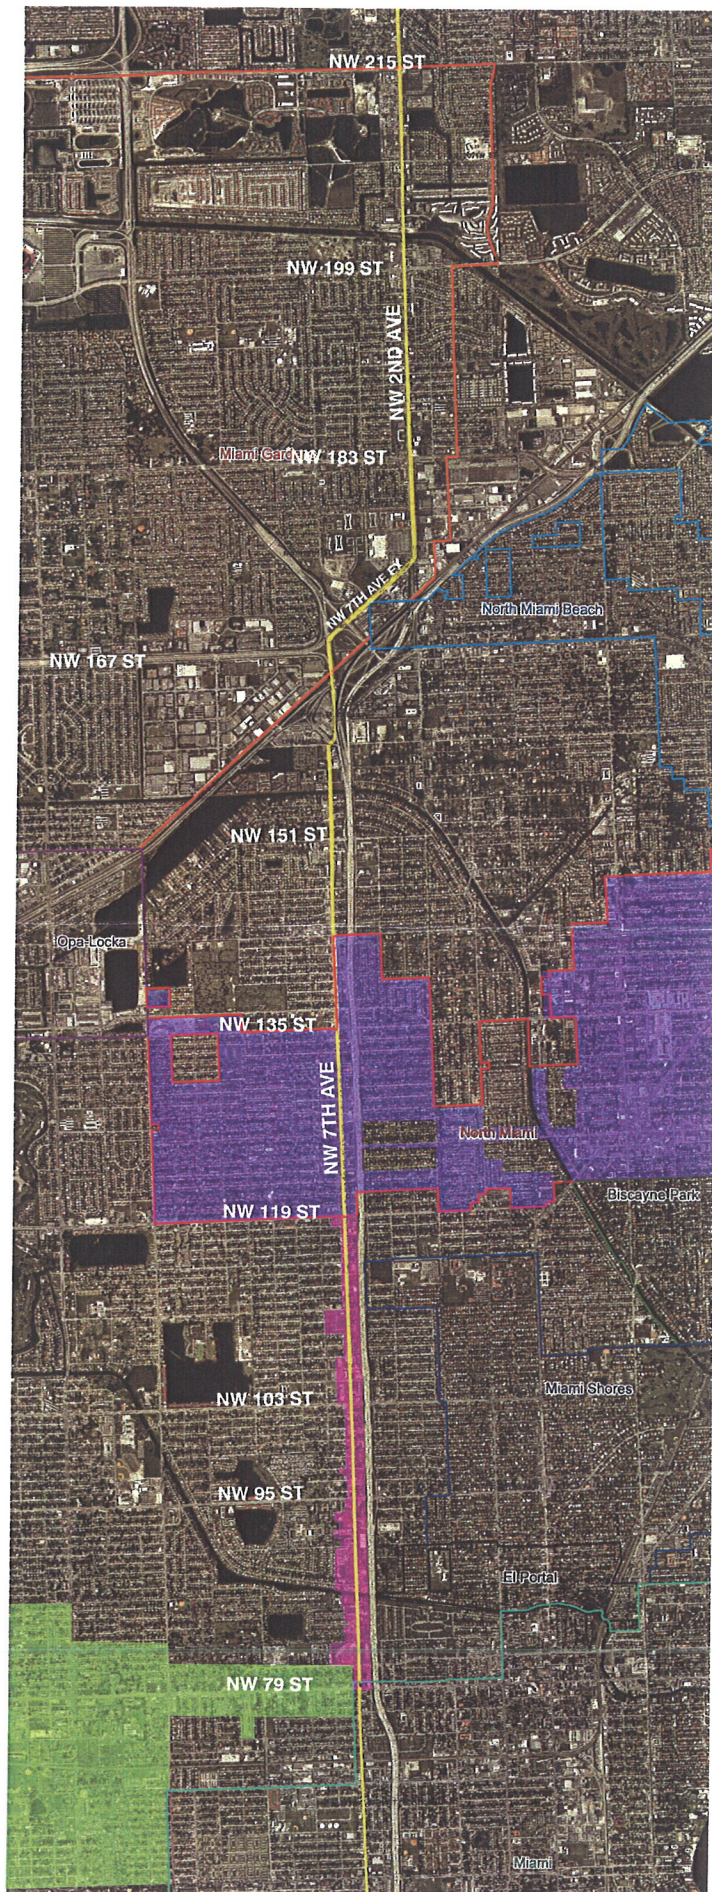 NW 215 ST
NW 199 ST
NW 2ND AVE
Miami Gardens
NW 183 ST
NW 7TH AVE EX
North Miami Beach
NW 167 ST
NW 151 ST
Opa-Locka
NW 135 ST
NW 7TH AVE
North Miami
Biscayne Park
NW 119 ST
Miami Shores
NW 103 ST
NW 95 ST
El Portal
NW 79 ST
Miami